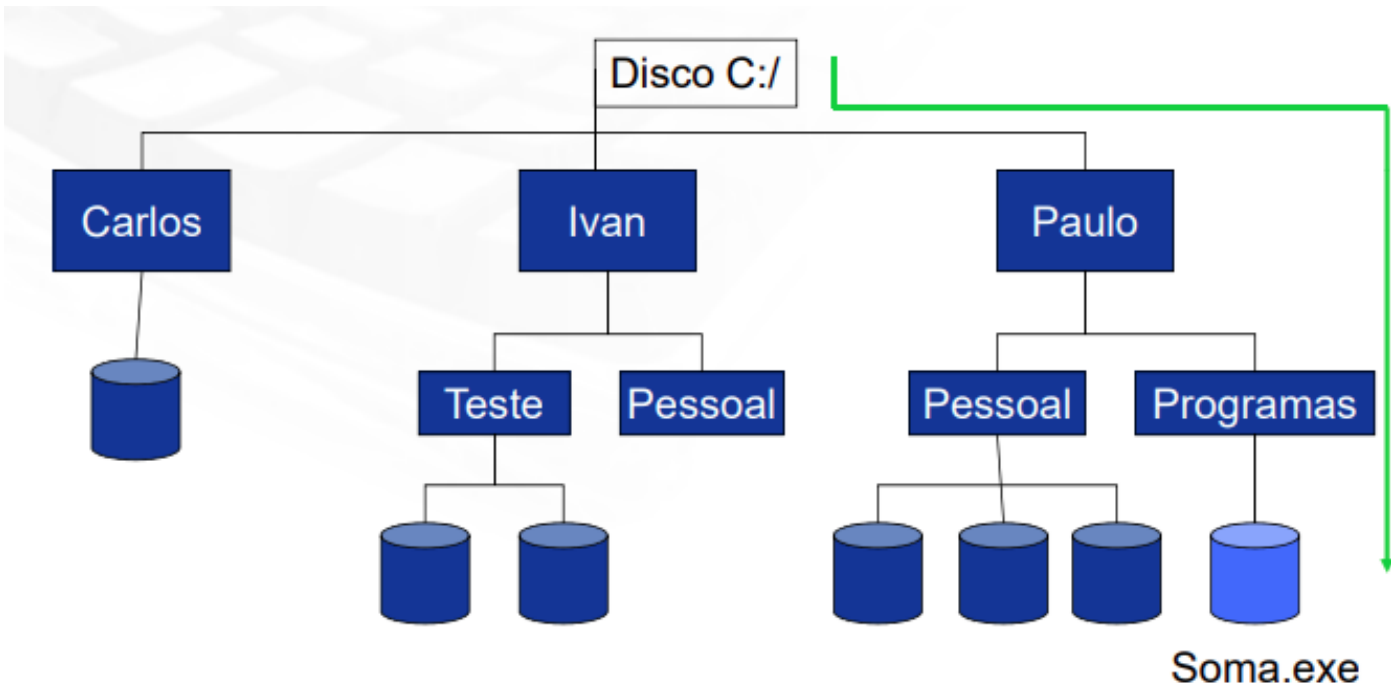 Disco C:/
Carlos
Ivan
Paulo
Teste
Pessoal
Pessoal
Programas
Soma.exe